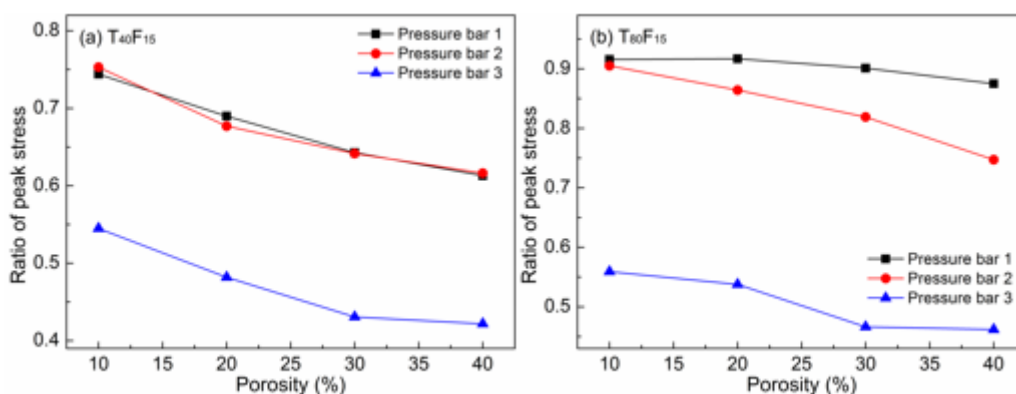 (a) T40F15
Pressure bar 1
Pressure bar 2
Pressure bar 3
Ratio of peak stress
0.8
0.7
0.6
0.5
0.4
10 15 20 25 30 35 40
Porosity (%)
(b) T80F15
Pressure bar 1
Pressure bar 2
Pressure bar 3
Ratio of peak stress
0.9
0.8
0.7
0.6
0.5
10 15 20 25 30 35 40
Porosity (%)